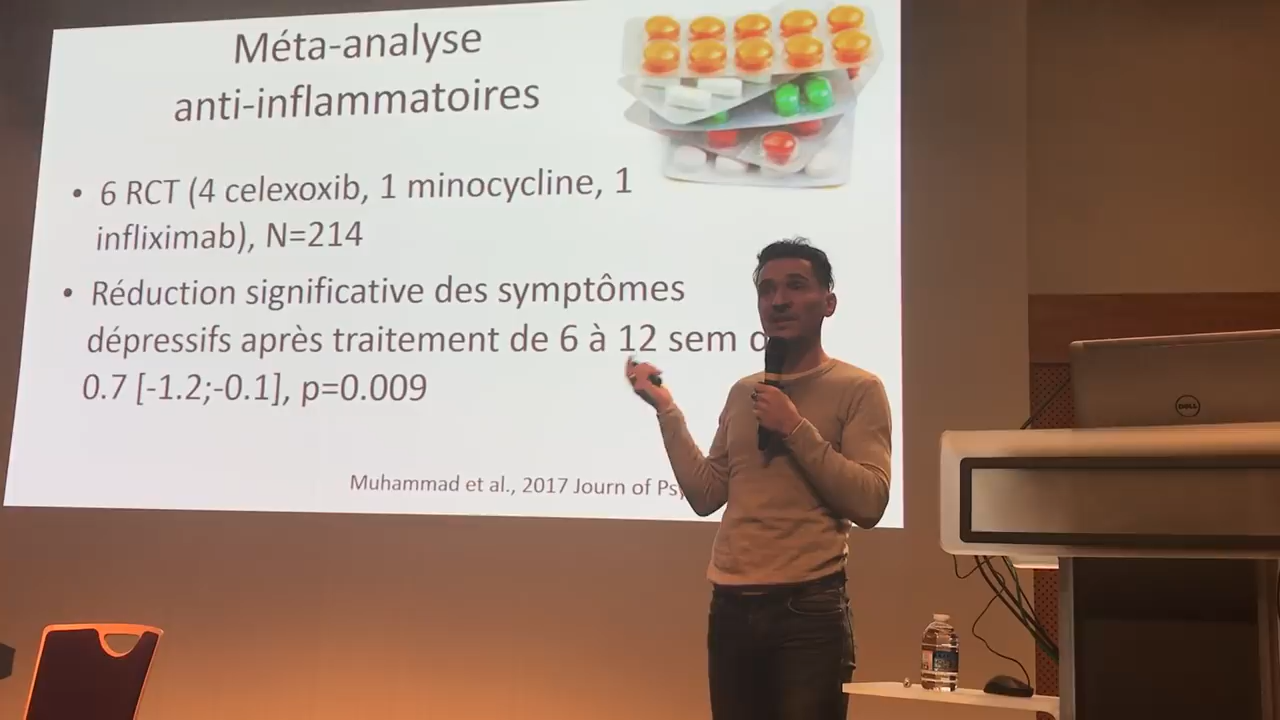 Méta-analyse
anti-inflammatoires
• 6 RCT (4 celexoxib, 1 minocycline, 1
infliximab), N=214
• Réduction significative des symptômes
dépressifs après traitement de 6 à 12 sem
0.7 [-1.2;-0.1], p=0.009
Muhammad et al., 2017 Journ of
DELL